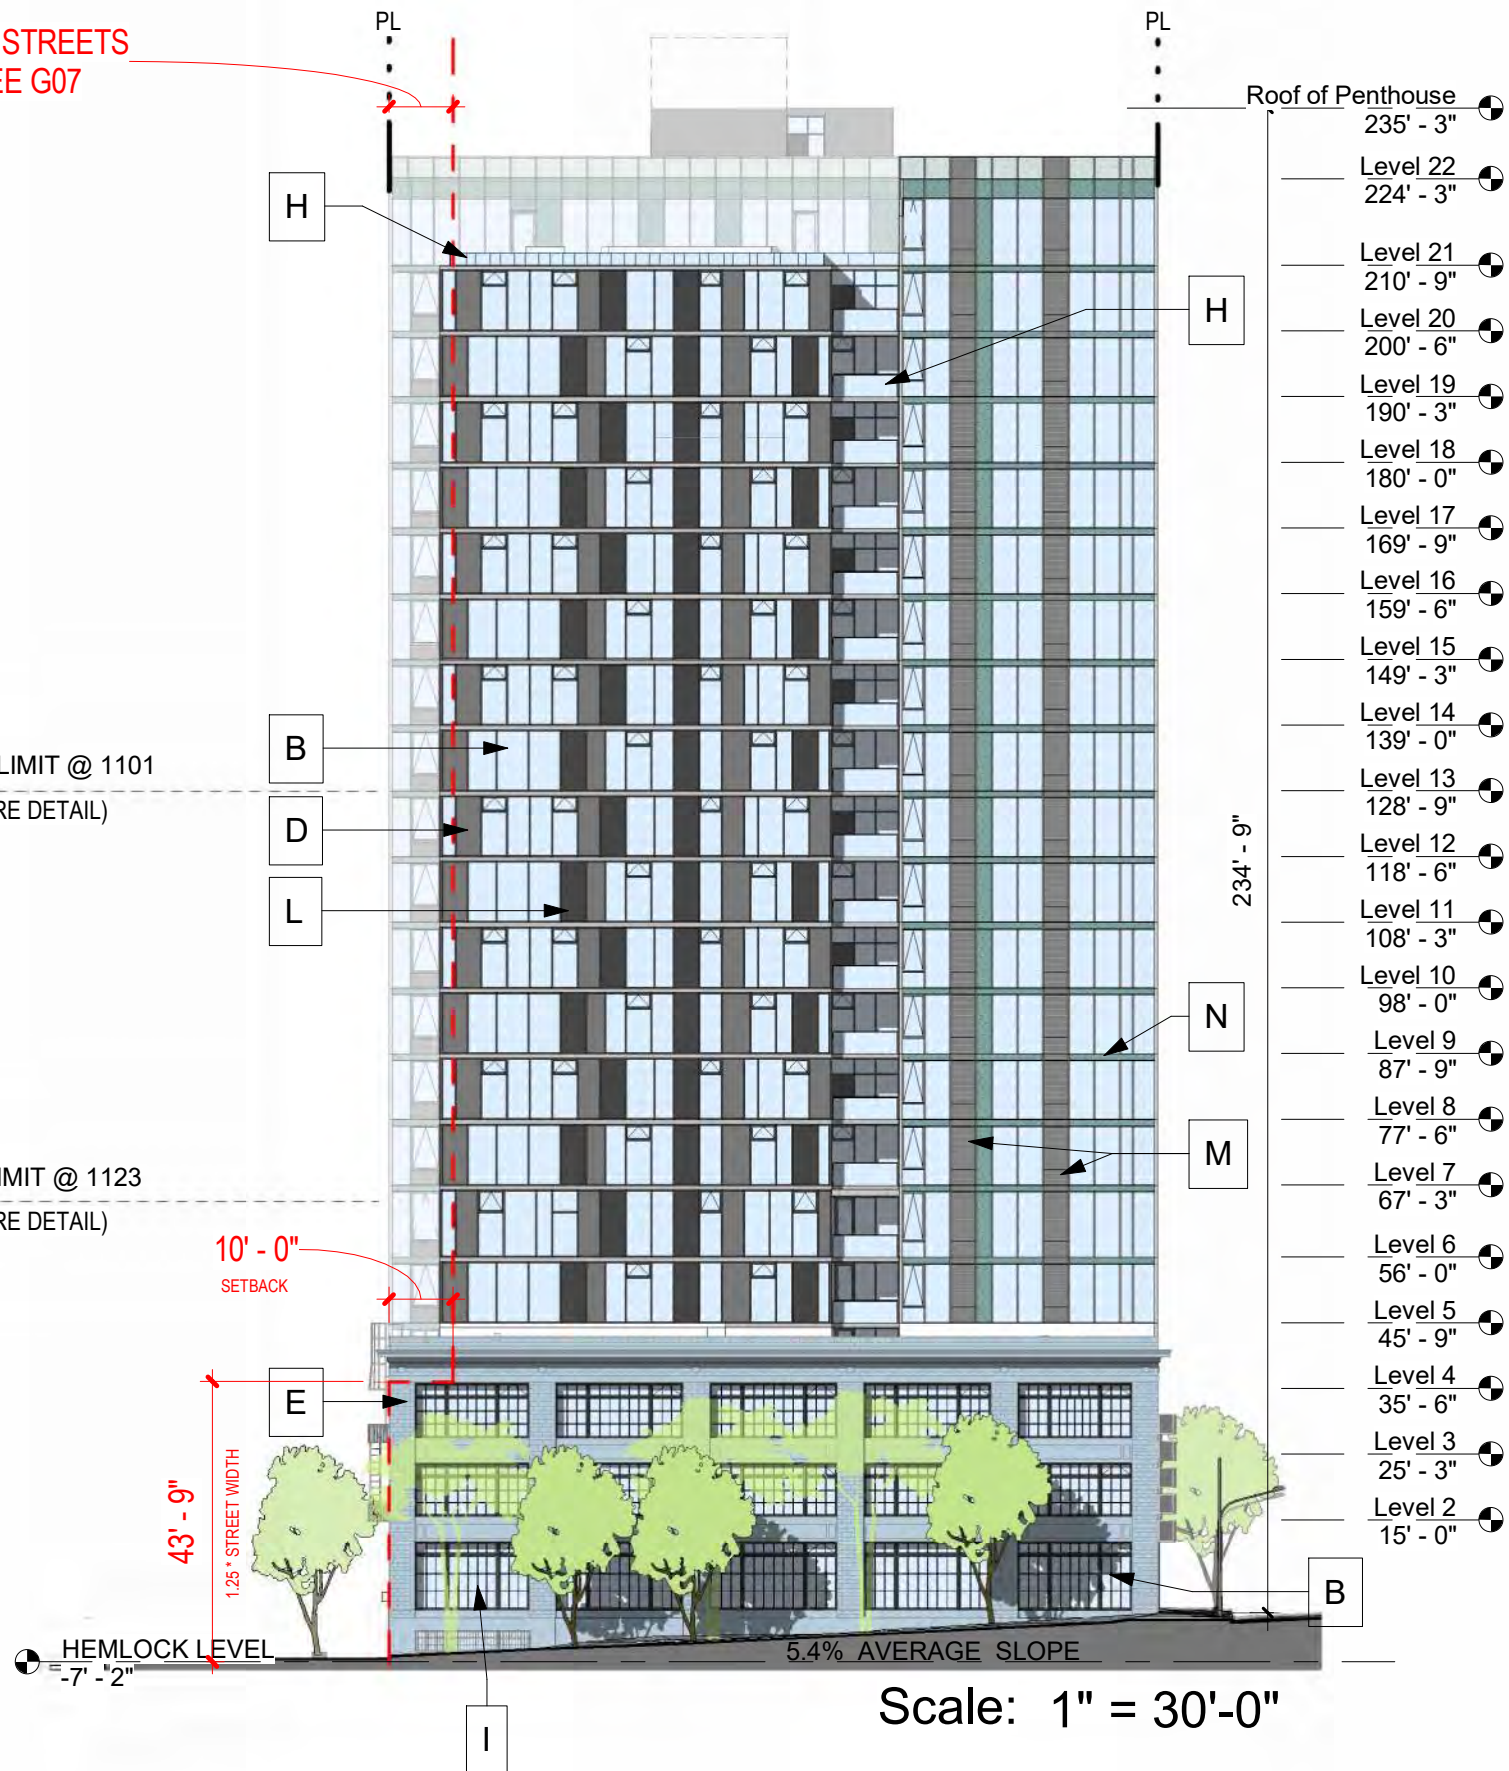 PL
PL
STREETS
EE G07
Roof of Penthouse
235' - 3"
Level 22
224' - 3"
H
Level 21
210' - 9"
H
Level 20
200' - 6"
Level 19
190' - 3"
Level 18
180' - 0"
Level 17
169' - 9"
Level 16
159' - 6"
Level 15
149' - 3"
Level 14
139' - 0"
B
LIMIT @ 1101
RE DETAIL)
Level 13
128' - 9"
D
234' - 9"
Level 12
118' - 6"
L
Level 11
108' - 3"
Level 10
98' - 0"
N
Level 9
87' - 9"
Level 8
77' - 6"
M
IMIT @ 1123
RE DETAIL)
Level 7
67' - 3"
10' - 0"
SETBACK
Level 6
56' - 0"
Level 5
45' - 9"
E
Level 4
35' - 6"
Level 3
25' - 3"
43' - 9"
1.25 * STREET WIDTH
Level 2
15' - 0"
B
HEMLOCK LEVEL
-7' - 2"
5.4% AVERAGE SLOPE
Scale: 1" = 30'-0"
I